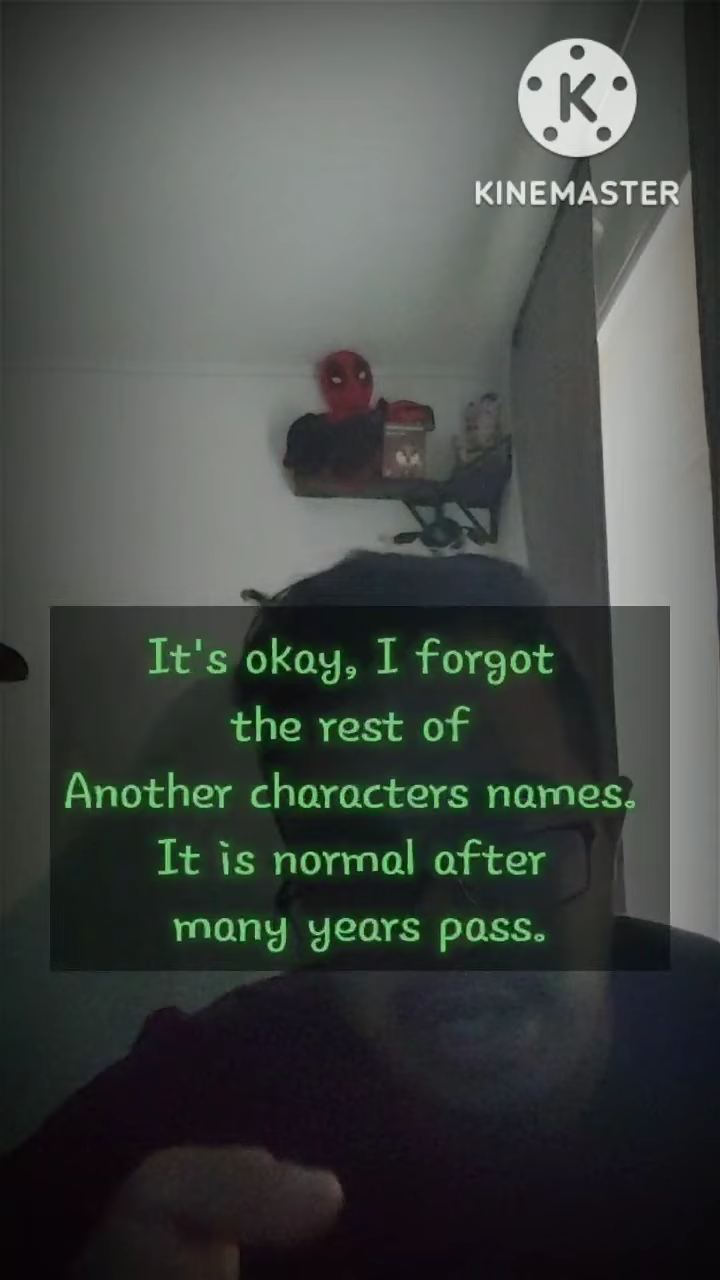 K
KINEMASTER
It's okay, I forgot
the rest of
Another characters names.
It is normal after
many years pass.